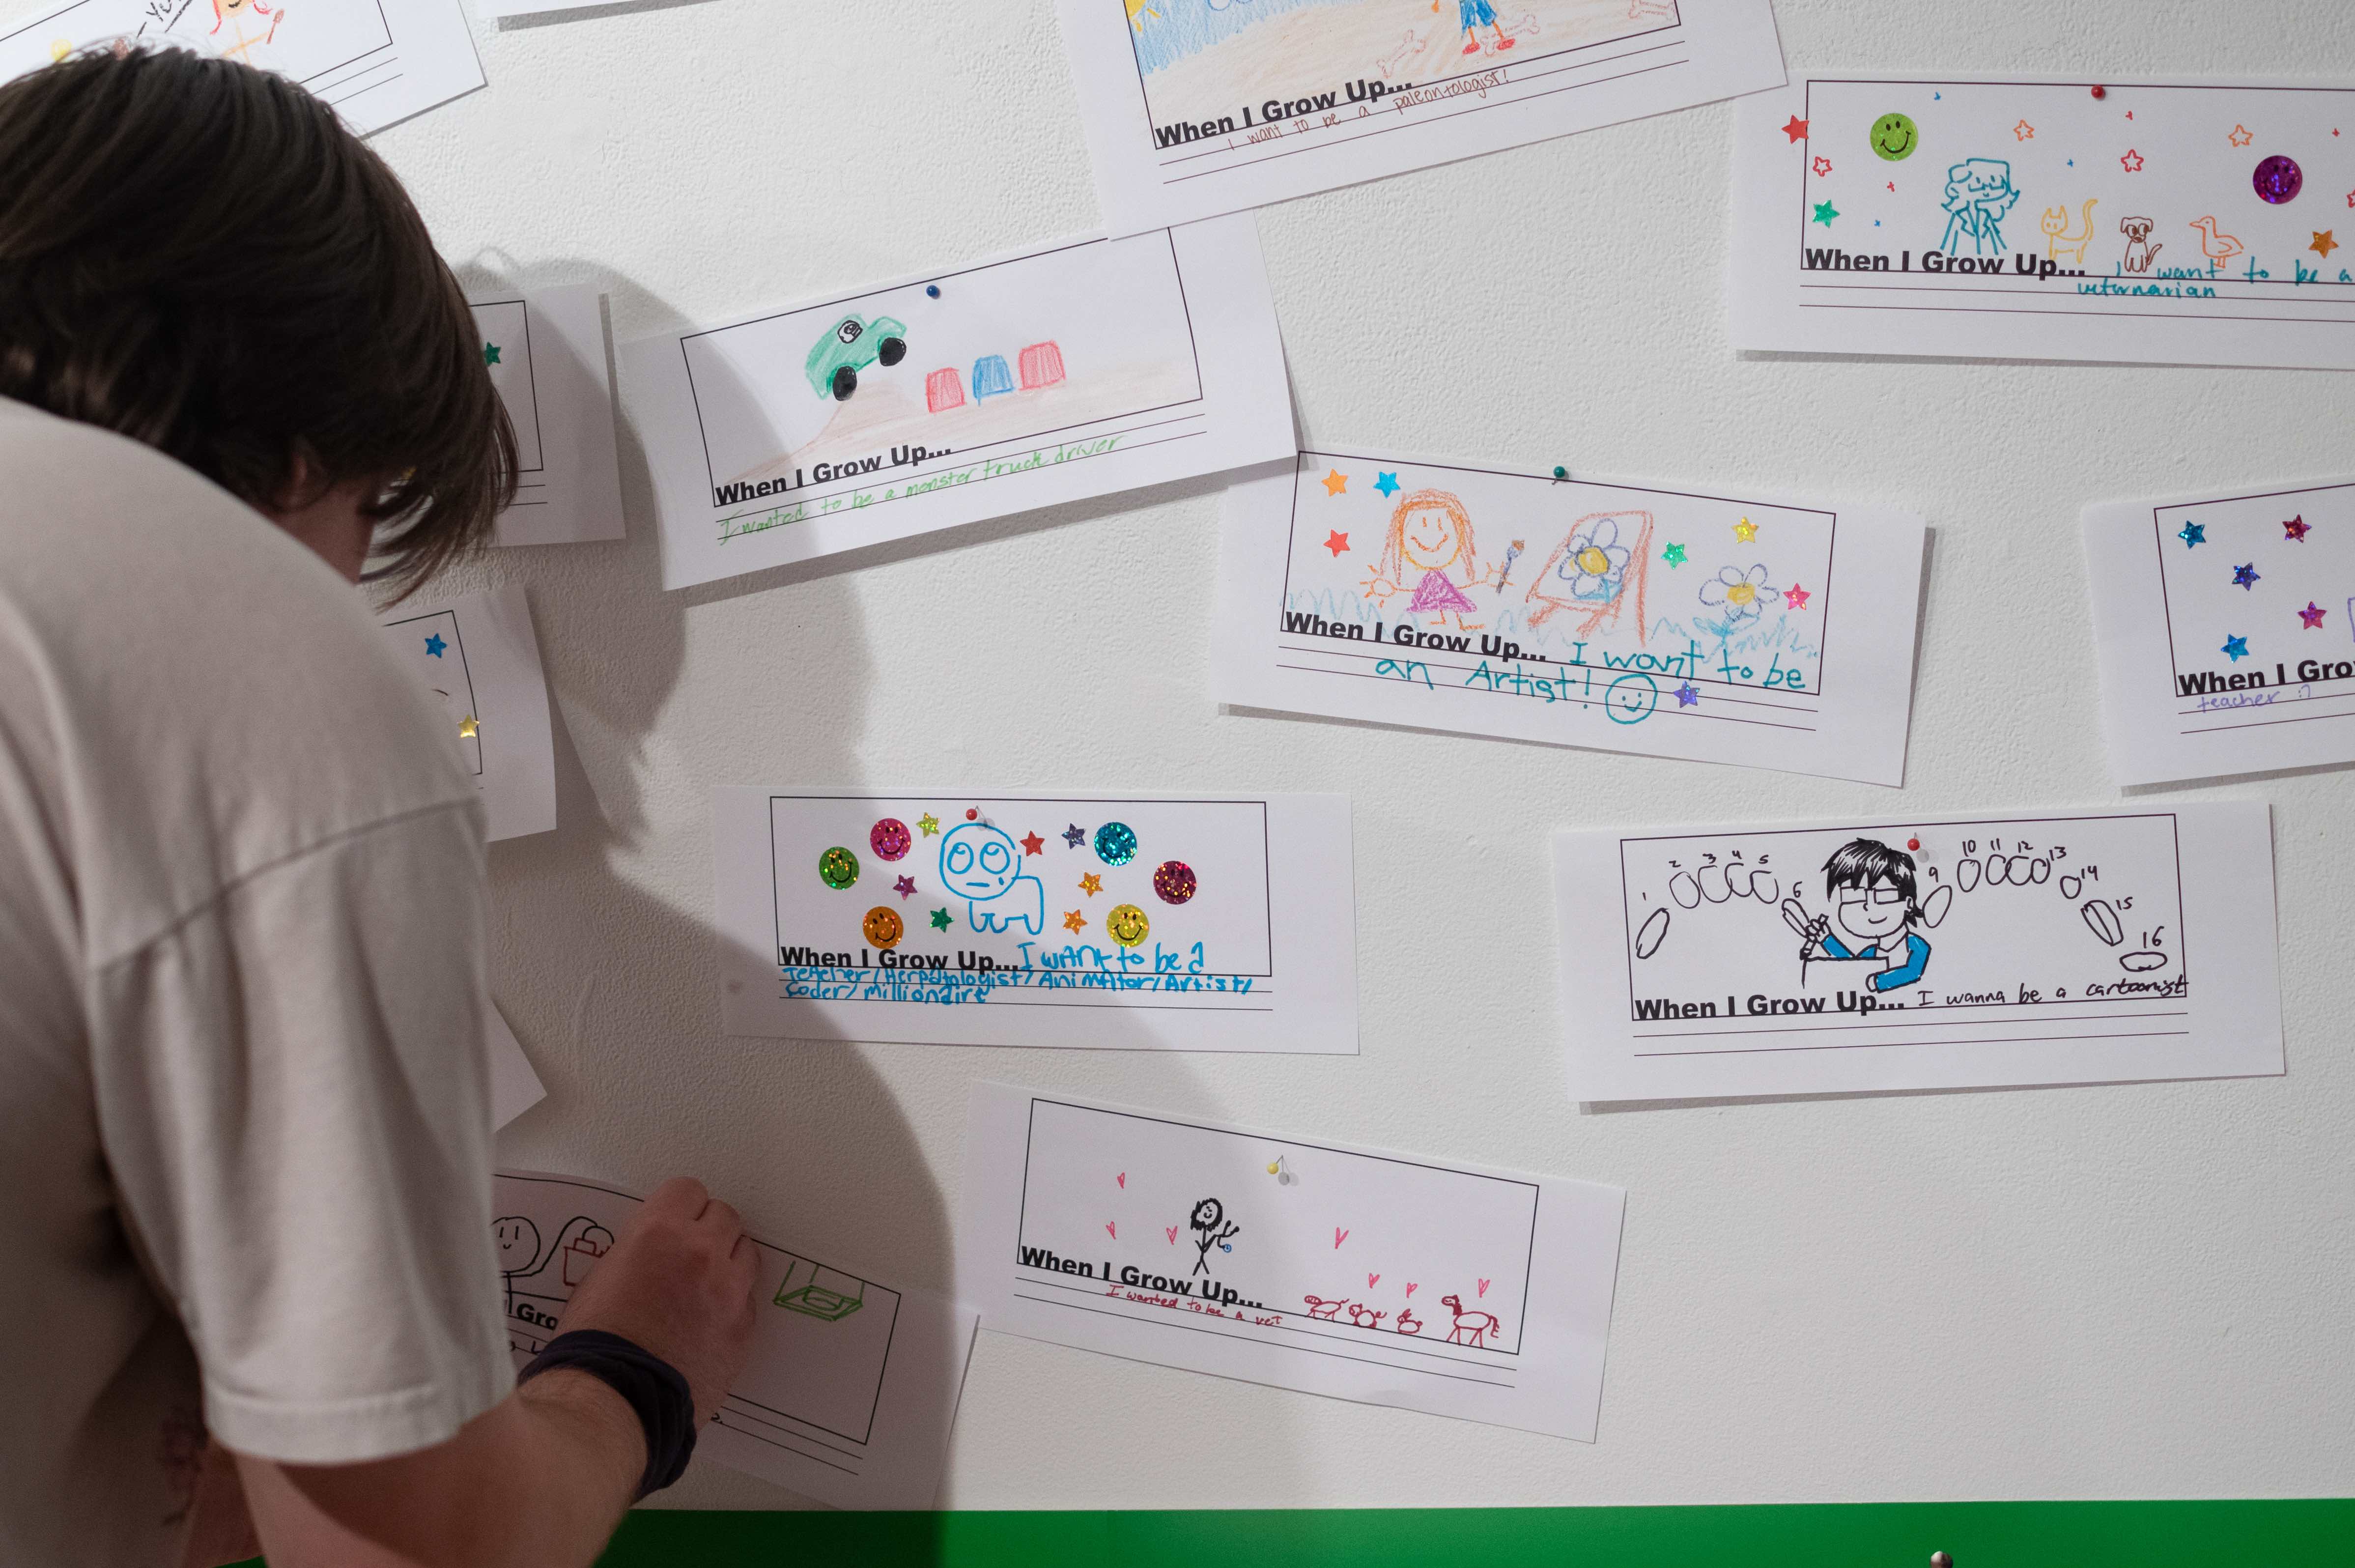 When I Grow Up...
I want to be a paleontologist!
When I Grow Up... I want to be a
veturnarian
When I Grow Up...
I wanted to be a monster truck driver
When I Grow Up... I want to be
an Artist!
When I Gro
teacher :)
When I Grow Up... I want to be a
Teacher/Herpatologist/Animator/Artist/
Coder/Millionaire
1 2 3 4 5 6 9 10 11 12 13 14 15 16
When I Grow Up... I wanna be a cartoonist
When I Grow Up...
I wanted to be a vet
Gro